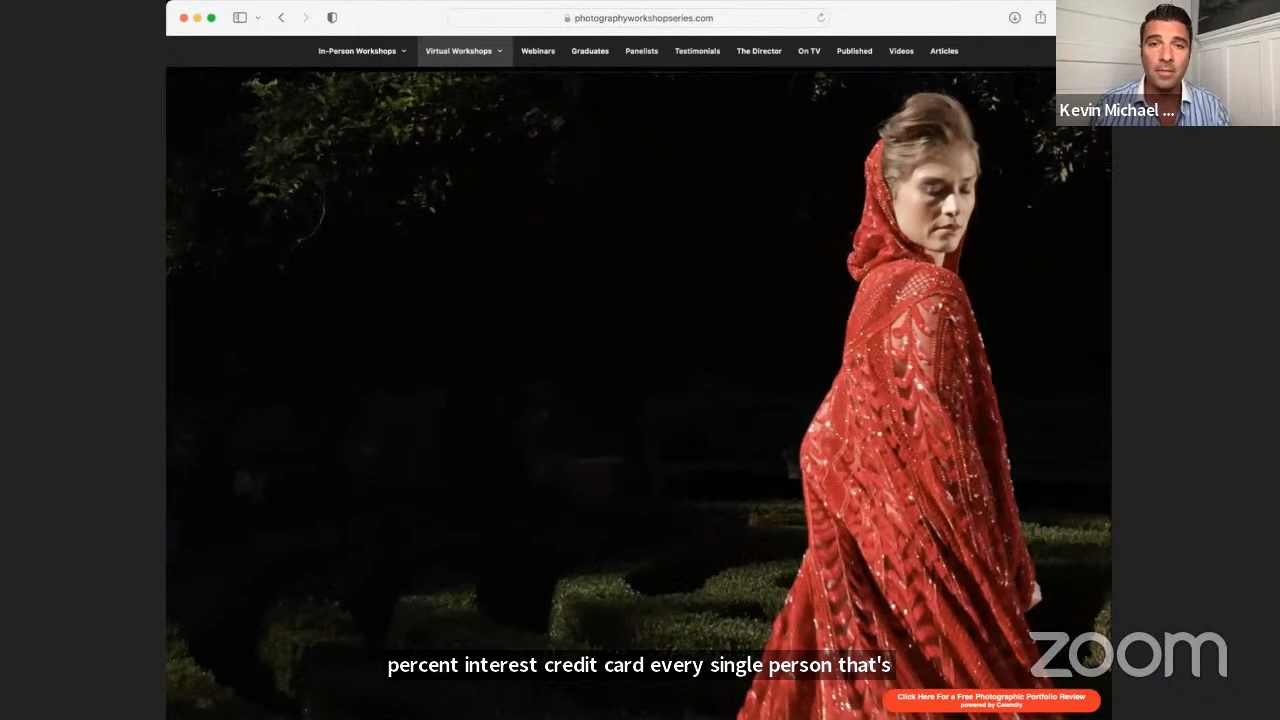 photographyworkshopseries.com
In-Person Workshops
Virtual Workshops
Webinars
Graduates
Panelists
Testimonials
The Director
On TV
Published
Videos
Articles
Kevin Michael ...
percent interest credit card every single person that's
zoom
Click Here For a Free Photographic Portfolio Review
powered by Calendly